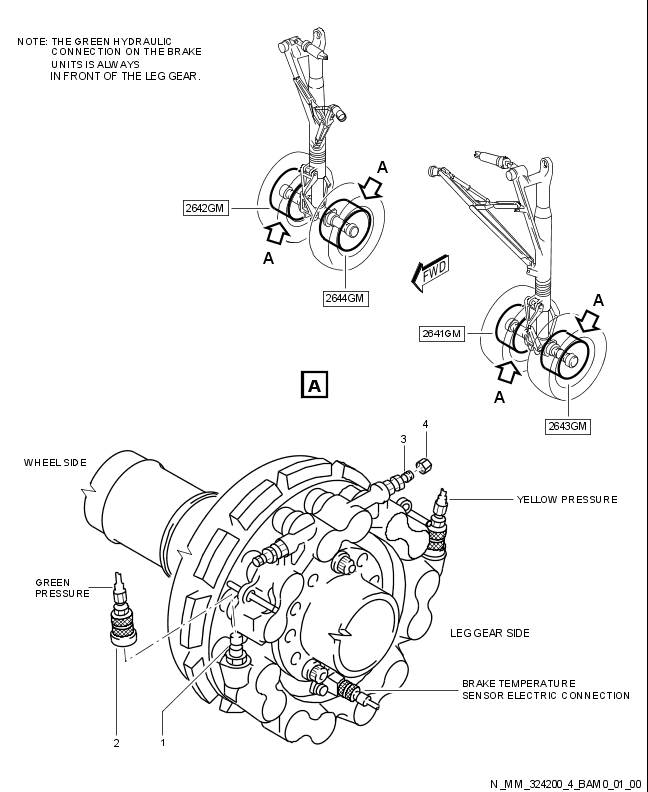 NOTE: THE GREEN HYDRAULIC
CONNECTION ON THE BRAKE
UNITS IS ALWAYS
IN FRONT OF THE LEG GEAR.
A
2642GM
A
2644GM
FWD
A
2641GM
A
2643GM
A
4
3
WHEEL SIDE
YELLOW PRESSURE
GREEN
PRESSURE
LEG GEAR SIDE
BRAKE TEMPERATURE
SENSOR ELECTRIC CONNECTION
2
1
N_MM_324200_4_BAM0_01_00